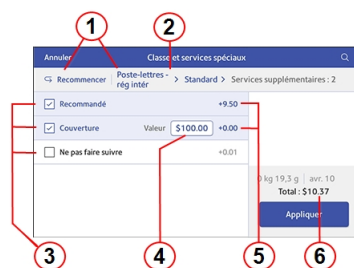 1 2
Annuler Classe et services spéciaux
Recommencer Poste-lettres - rég intér > Standard > Services supplémentaires : 2
Recommandé +9.50
Couverture Valeur $100.00 +0.00
Ne pas faire suivre +0.01
0 kg 19,3 g | avr. 10
Total : $10.37
Appliquer
3 4 5 6